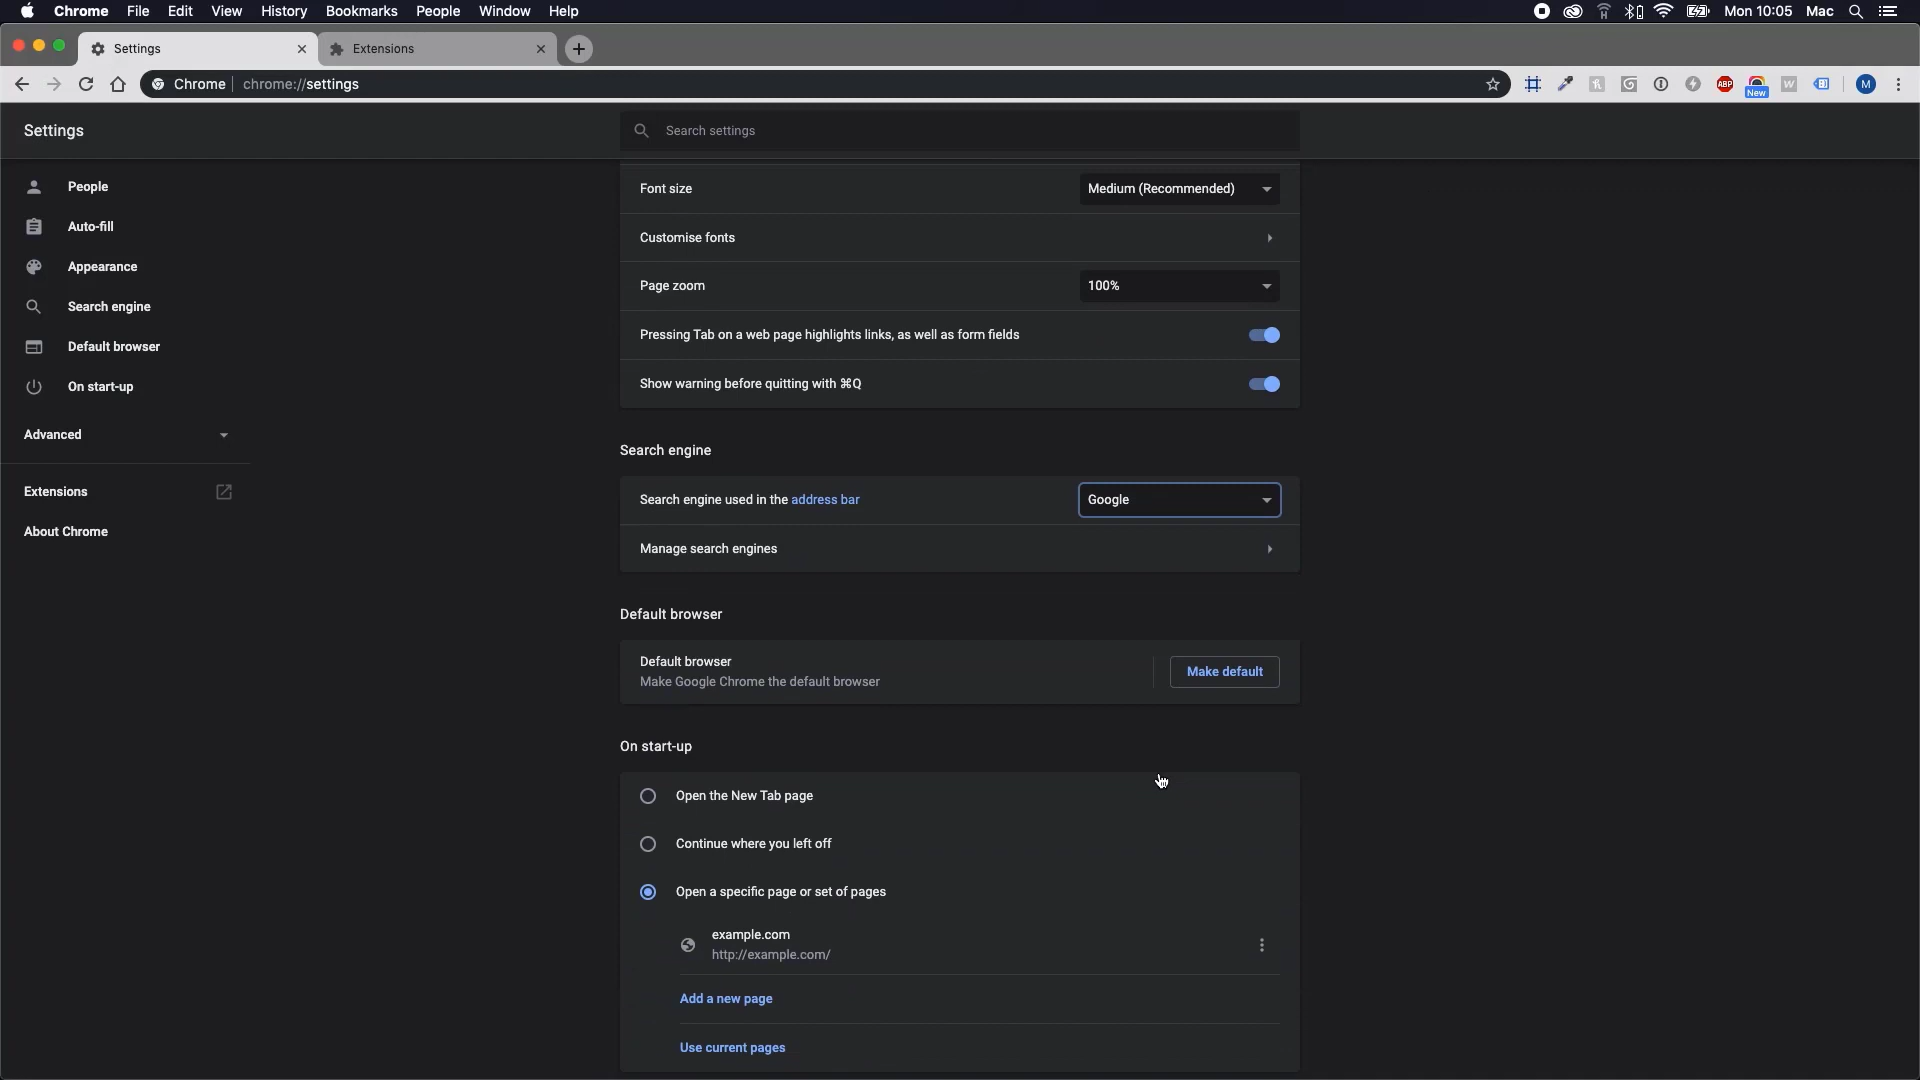 Chrome File Edit View History Bookmarks People Window Help Mon 10:05 Mac
Settings Extensions
Chrome chrome://settings ABP New W M
Settings
Search settings
People
Auto-fill
Appearance
Search engine
Default browser
On start-up
Advanced
Extensions
About Chrome
Font size Medium (Recommended)
Customise fonts
Page zoom 100%
Pressing Tab on a web page highlights links, as well as form fields
Show warning before quitting with ⌘Q
Search engine
Search engine used in the address bar Google
Manage search engines
Default browser
Default browser
Make Google Chrome the default browser
Make default
On start-up
Open the New Tab page
Continue where you left off
Open a specific page or set of pages
example.com
http://example.com/
Add a new page
Use current pages